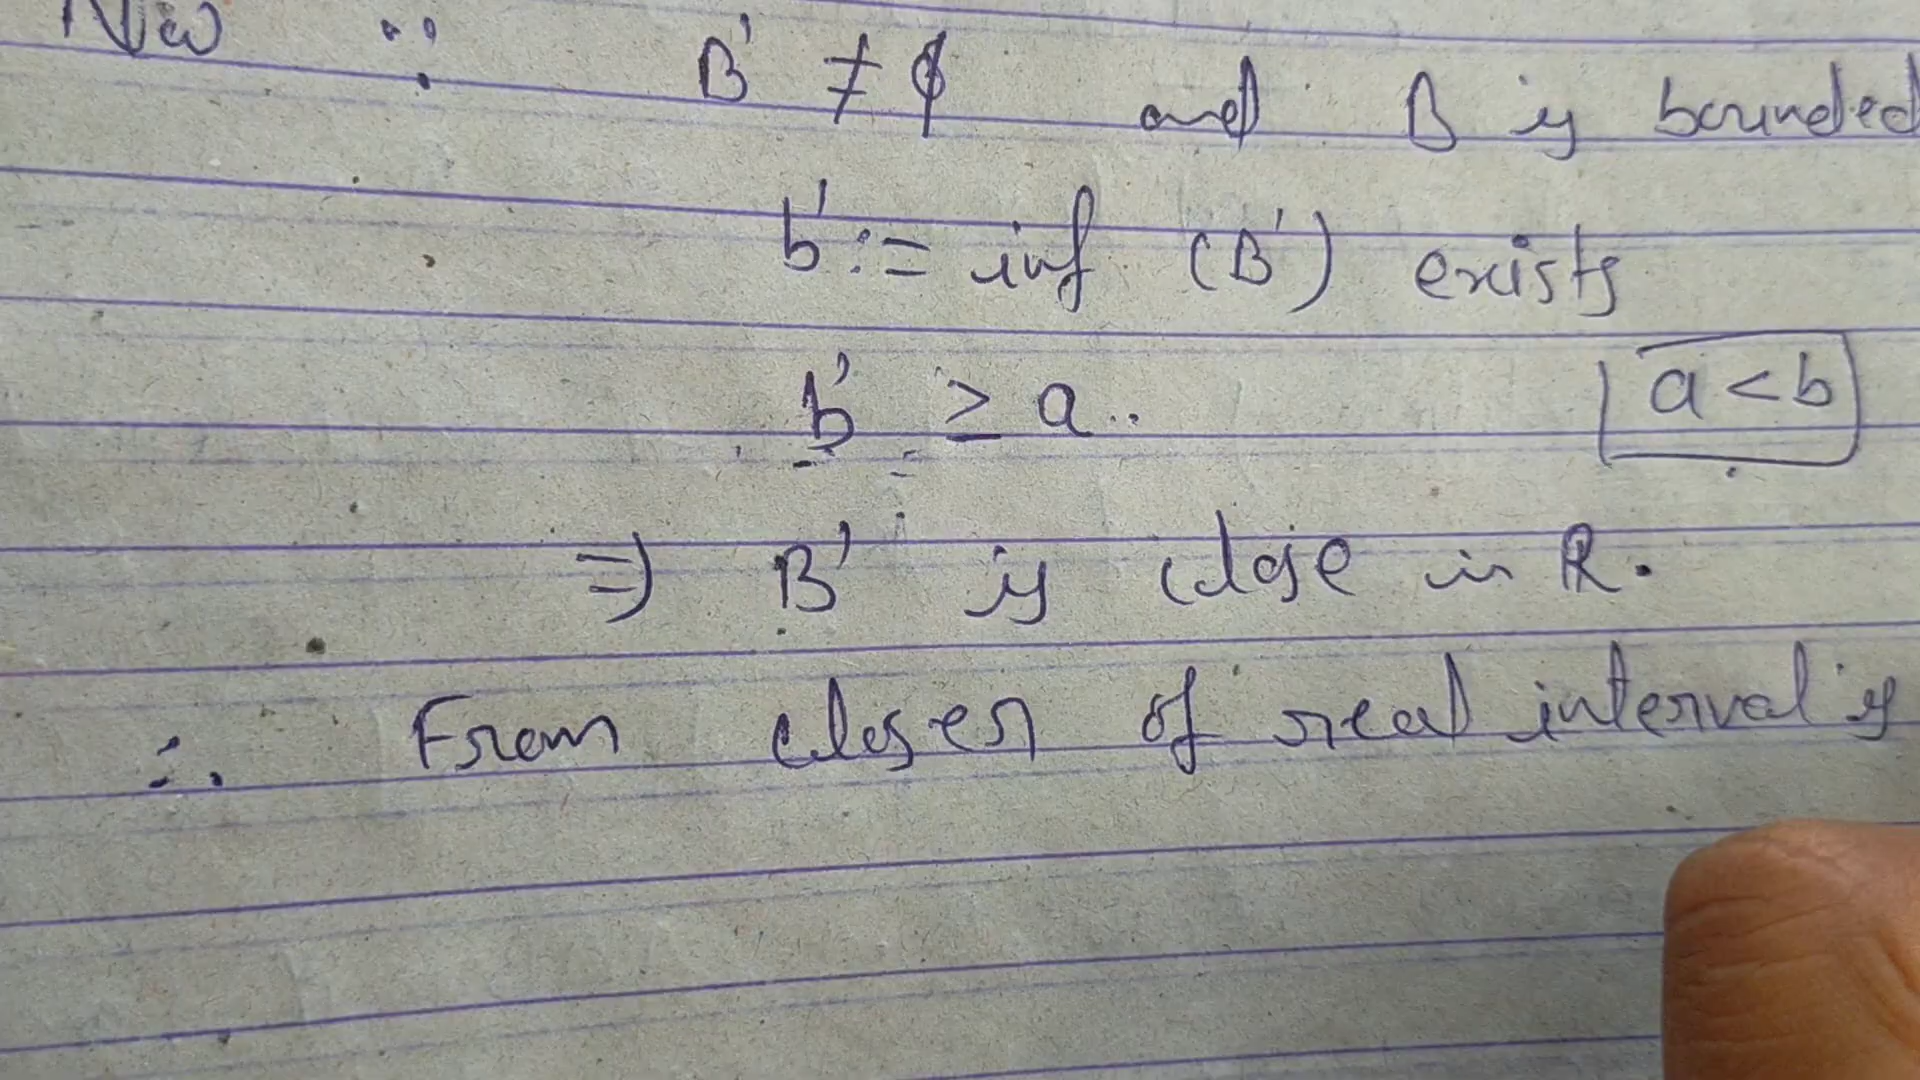 Now ∵ B' ≠ ϕ and B is bounded
b' := inf (B') exists
b' ≥ a.. a < b
⇒ B' is close in R.
∴ From closer of real interval is